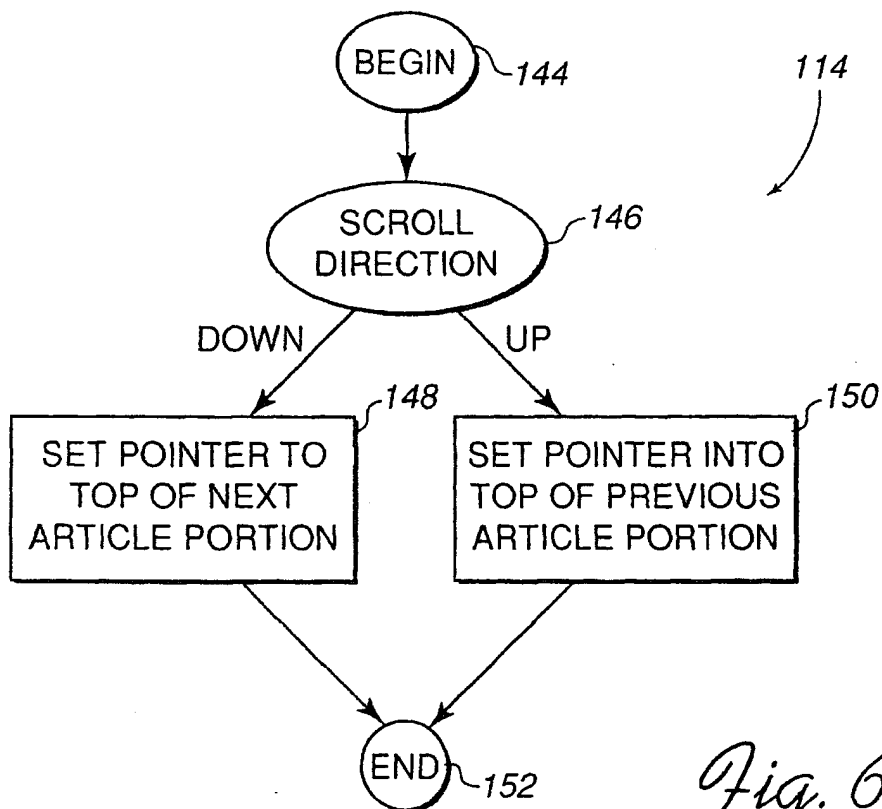 BEGIN
144
114
SCROLL
DIRECTION
146
DOWN
UP
148
150
SET POINTER TO
TOP OF NEXT
ARTICLE PORTION
SET POINTER INTO
TOP OF PREVIOUS
ARTICLE PORTION
END
152
Fig. 6